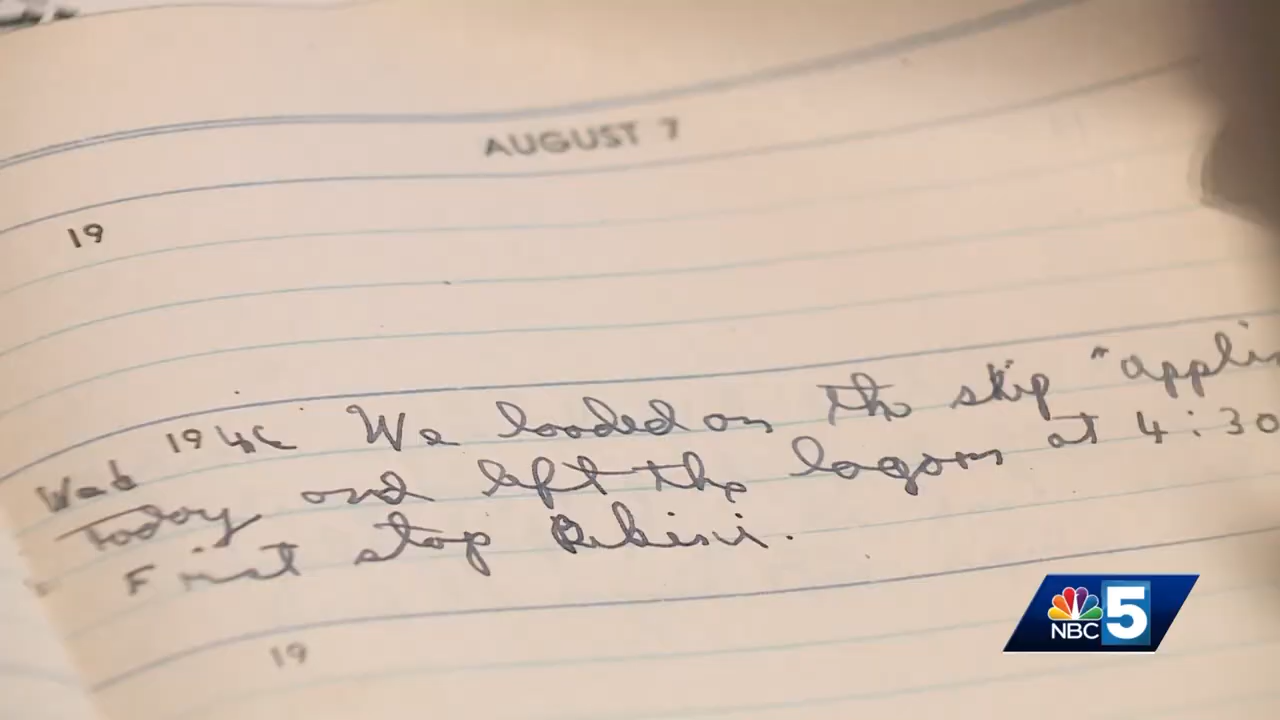 AUGUST 7
19
Wed 1946 We loaded on the ship "appli
Today and left the lagoon at 4:30
First stop Bikini.
19
NBC 5